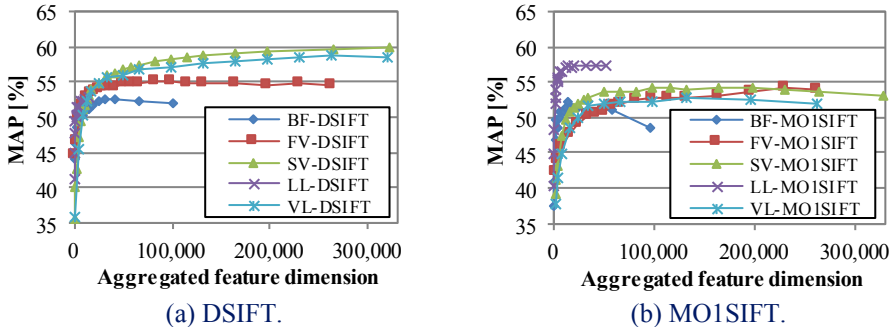 MAP [%]
65
60
55
50
45
40
35
BF-DSIFT
FV-DSIFT
SV-DSIFT
LL-DSIFT
VL-DSIFT
0 100,000 200,000 300,000
Aggregated feature dimension
(a) DSIFT.
MAP [%]
65
60
55
50
45
40
35
BF-MO1SIFT
FV-MO1SIFT
SV-MO1SIFT
LL-MO1SIFT
VL-MO1SIFT
0 100,000 200,000 300,000
Aggregated feature dimension
(b) MO1SIFT.